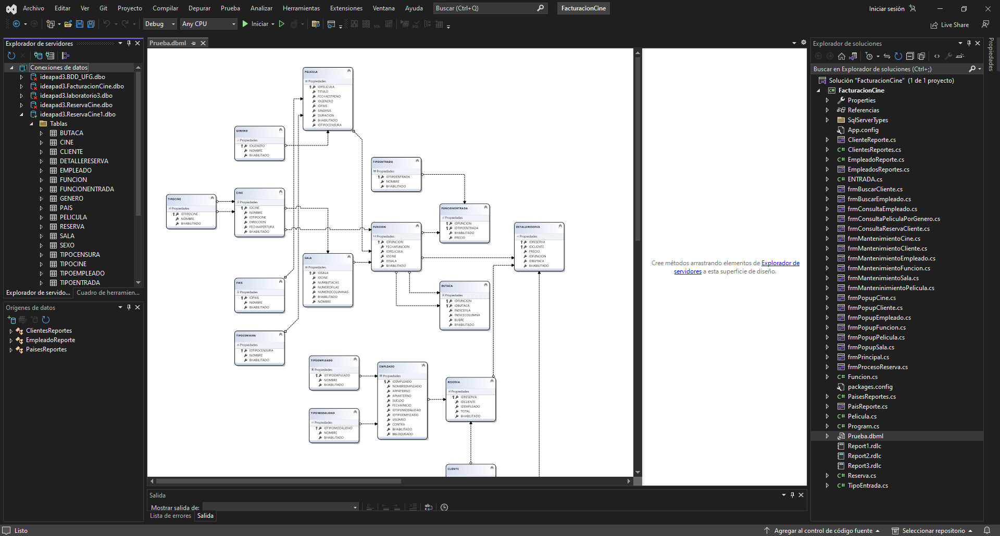 Archivo Editar Ver Git Proyecto Compilar Depurar Prueba Analizar Herramientas Extensiones Ventana Ayuda Buscar (Ctrl+Q) FacturacionCine Iniciar sesión
Debug Any CPU Iniciar Live Share
Explorador de servidores
Conexiones de datos
ideapad3.BDD_UFG.dbo
ideapad3.FacturacionCine.dbo
ideapad3.laboratorio3.dbo
ideapad3.ReservaCine.dbo
ideapad3.ReservaCine1.dbo
Tablas
BUTACA
CINE
CLIENTE
DETALLERESERVA
EMPLEADO
FUNCION
FUNCIONENTRADA
GENERO
PAIS
PELICULA
RESERVA
SALA
SEXO
TIPOCENSURA
TIPOCINE
TIPOEMPLEADO
TIPOENTRADA
Explorador de servido... Cuadro de herramien...
Orígenes de datos
ClientesReportes
EmpleadoReporte
PaisesReportes
Prueba.dbml
PELICULA
Propiedades
IDPELICULA
TITULO
FECHAESTRENO
IDGENERO
IDPAIS
SINOPSIS
DURACION
BHABILITADO
IDTIPOCENSURA
GENERO
Propiedades
IDGENERO
NOMBRE
BHABILITADO
TIPOENTRADA
Propiedades
IDTIPOENTRADA
NOMBRE
BHABILITADO
TIPOCINE
Propiedades
IDTIPOCINE
NOMBRE
BHABILITADO
CINE
Propiedades
IDCINE
NOMBRE
IDTIPOCINE
DIRECCION
FECHAAPERTURA
BHABILITADO
FUNCIONENTRADA
Propiedades
IDFUNCION
IDTIPOENTRADA
BHABILITADO
PRECIO
FUNCION
Propiedades
IDFUNCION
FECHAFUNCION
IDPELICULA
IDCINE
IDSALA
BHABILITADO
DETALLERESERVA
Propiedades
IDRESERVA
IDCLIENTE
PRECIO
IDFUNCION
IDBUTACA
BHABILITADO
SALA
Propiedades
IDSALA
IDCINE
NUMBUTACAS
NUMEROFILAS
NUMEROCOLUMNAS
BHABILITADO
NOMBRE
PAIS
Propiedades
IDPAIS
NOMBRE
BHABILITADO
BUTACA
Propiedades
IDFUNCION
IDBUTACA
INDICEFILA
INDICECOLUMNA
BLIBRE
BHABILITADO
TIPOCENSURA
Propiedades
IDTIPOCENSURA
NOMBRE
BHABILITADO
TIPOEMPLEADO
Propiedades
IDTIPOEMPLEADO
NOMBRE
BHABILITADO
EMPLEADO
Propiedades
IDEMPLEADO
NOMBREEMPLEADO
APPATERNO
APMATERNO
SUELDO
FECHAINICIO
IDTIPOMODALIDAD
IDTIPOEMPLEADO
USUARIO
CONTRA
BHABILITADO
BBLOQUEADO
RESERVA
Propiedades
IDRESERVA
IDCLIENTE
IDEMPLEADO
TOTAL
BHABILITADO
TIPOMODALIDAD
Propiedades
IDTIPOMODALIDAD
NOMBRE
BHABILITADO
CLIENTE
Cree métodos arrastrando elementos de Explorador de
servidores a esta superficie de diseño.
Salida
Mostrar salida de:
Lista de errores Salida
Explorador de soluciones
Buscar en Explorador de soluciones (Ctrl+;)
Solución "FacturacionCine" (1 de 1 proyecto)
FacturacionCine
Properties
Referencias
SqlServerTypes
App.config
ClienteReporte.cs
ClientesReportes.cs
EmpleadoReporte.cs
EmpleadosReportes.cs
ENTRADA.cs
frmBuscarCliente.cs
frmBuscarEmpleado.cs
frmConsultaEmpleado.cs
frmConsultaPeliculaPorGenero.cs
frmConsultaReservaCliente.cs
frmMantenimientoCine.cs
frmMantenimientoCliente.cs
frmMantenimientoEmpleado.cs
frmMantenimientoFuncion.cs
frmMantenimientoSala.cs
frmManteninimientoPelicula.cs
frmPopupCine.cs
frmPopupCliente.cs
frmPopupEmpleado.cs
frmPopupFuncion.cs
frmPopupPelicula.cs
frmPopupSala.cs
frmPrincipal.cs
frmProcesoReserva.cs
Funcion.cs
packages.config
PaisesReportes.cs
PaisReporte.cs
Pelicula.cs
Program.cs
Prueba.dbml
Report1.rdlc
Report2.rdlc
Report3.rdlc
Reserva.cs
TipoEntrada.cs
Propiedades
Listo Agregar al control de código fuente Seleccionar repositorio